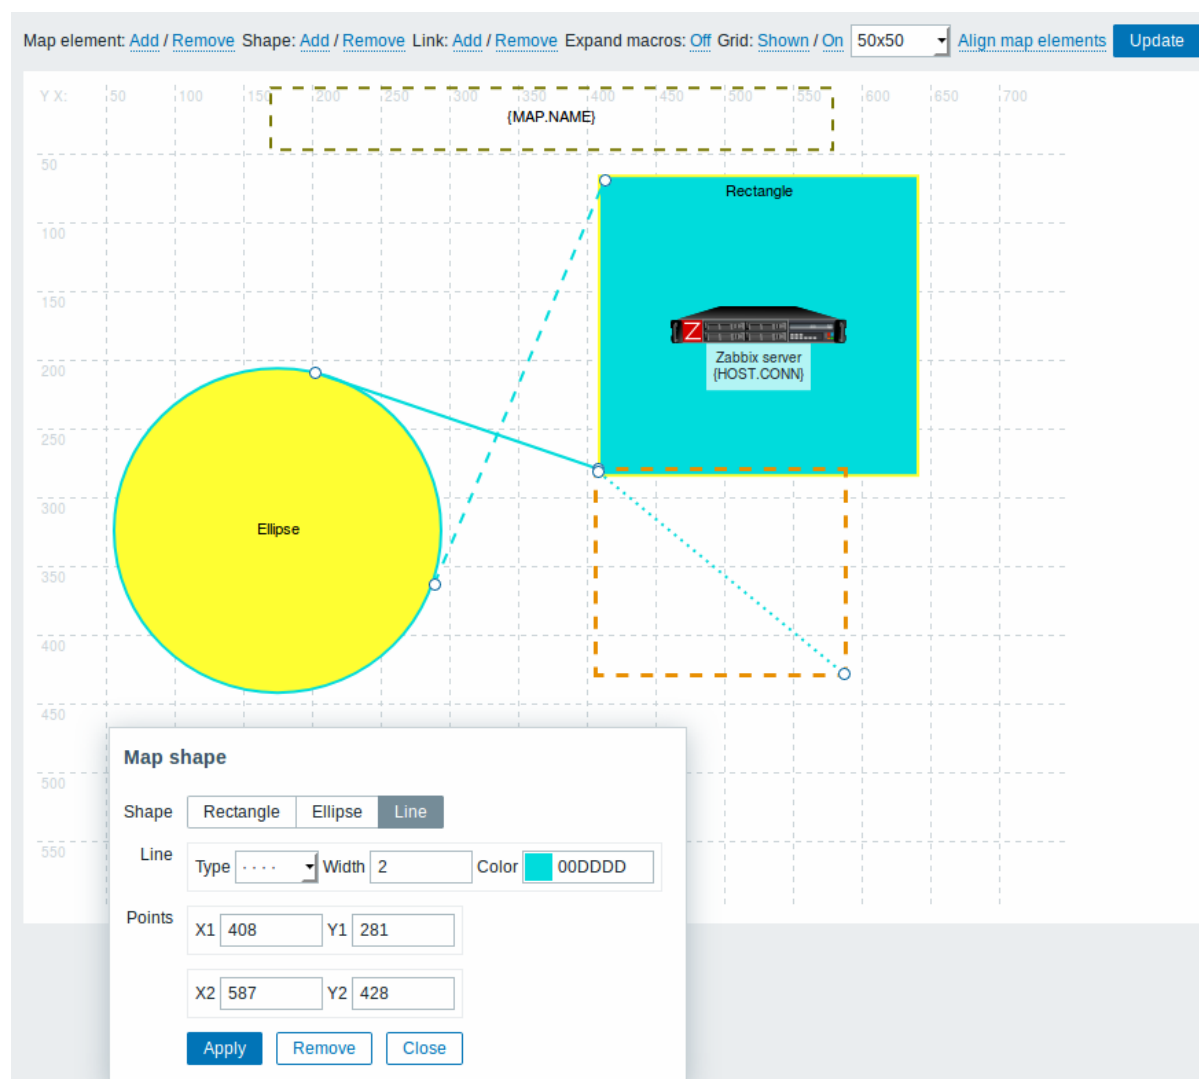 Map element: Add / Remove Shape: Add / Remove Link: Add / Remove Expand macros: Off Grid: Shown / On 50x50 Align map elements Update
Y X: 50 100 150 200 250 300 350 400 450 500 550 600 650 700
{MAP.NAME}
50
Rectangle
100
150
Z
Zabbix server
200
{HOST.CONN}
250
300
Ellipse
350
400
450
Map shape
500
Shape Rectangle Ellipse Line
550
Line Type Width 2 Color 00DDDD
Points X1 408 Y1 281
X2 587 Y2 428
Apply Remove Close